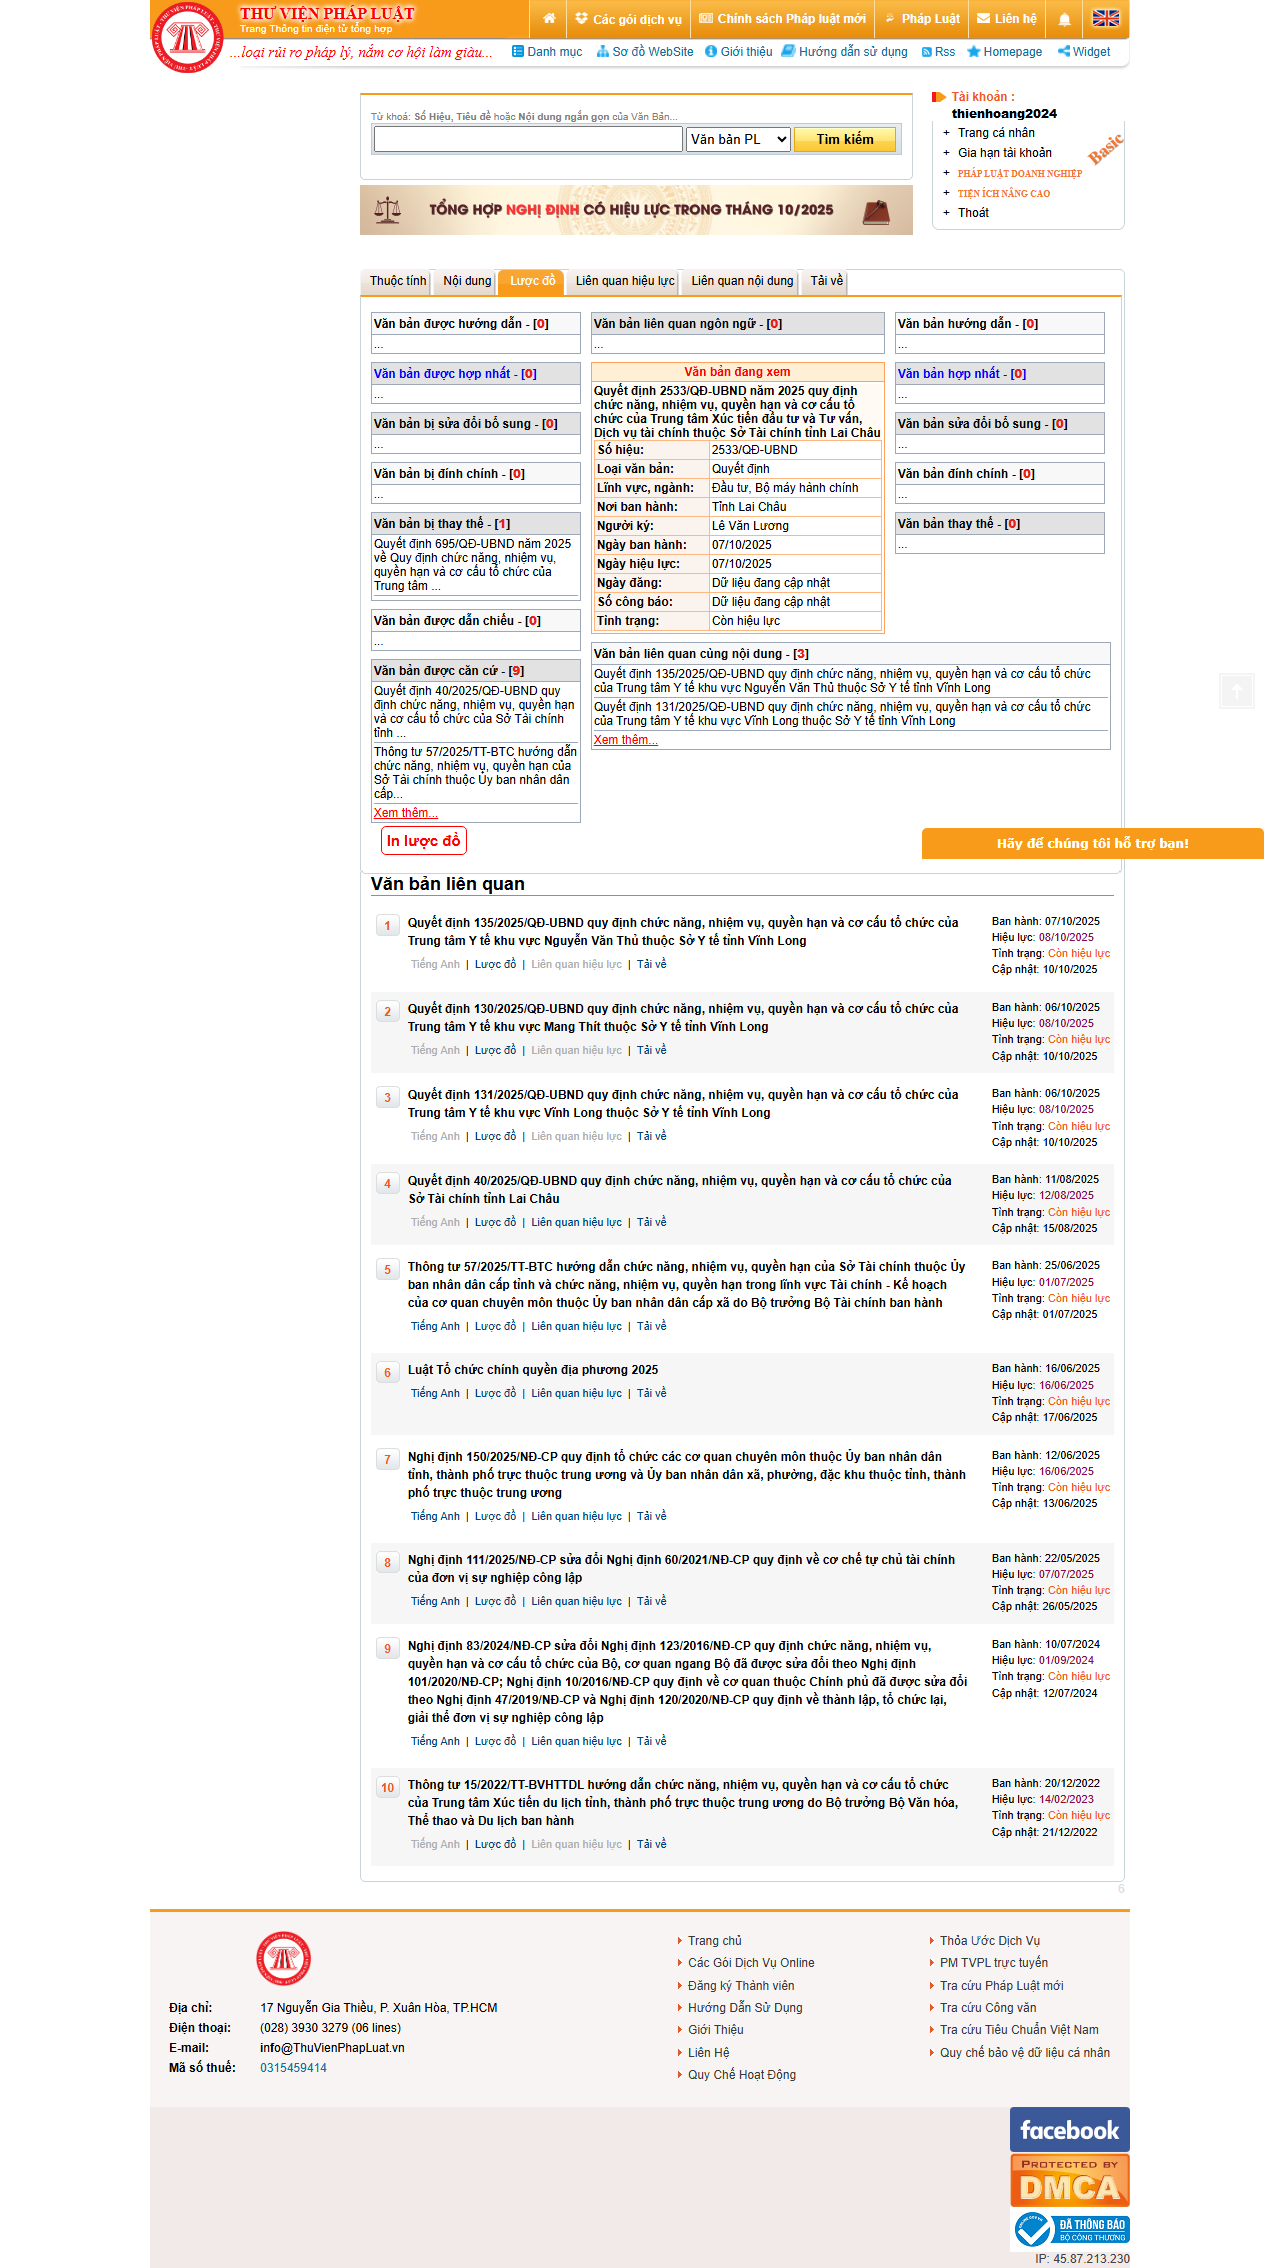 THƯ VIỆN PHÁP LUẬT
Trang Thông tin điện tử tổng hợp
...loại rủi ro pháp lý, nắm cơ hội làm giàu...
Các gói dịch vụ
Chính sách Pháp luật mới
Pháp Luật
Liên hệ
Danh mục
Sơ đồ WebSite
Giới thiệu
Hướng dẫn sử dụng
Rss
Homepage
Widget
Từ khoá: Số Hiệu, Tiêu đề hoặc Nội dung ngắn gọn của Văn Bản...
Văn bản PL
Tìm kiếm
TỔNG HỢP NGHỊ ĐỊNH CÓ HIỆU LỰC TRONG THÁNG 10/2025
Tài khoản :
thienhoang2024
+ Trang cá nhân
+ Gia hạn tài khoản
+ PHÁP LUẬT DOANH NGHIỆP
+ TIỆN ÍCH NÂNG CAO
+ Thoát
Basic
Thuộc tính
Nội dung
Lược đồ
Liên quan hiệu lực
Liên quan nội dung
Tải về
Văn bản được hướng dẫn - [0]
...
Văn bản được hợp nhất - [0]
...
Văn bản bị sửa đổi bổ sung - [0]
...
Văn bản bị đính chính - [0]
...
Văn bản bị thay thế - [1]
Quyết định 695/QĐ-UBND năm 2025
về Quy định chức năng, nhiệm vụ,
quyền hạn và cơ cấu tổ chức của
Trung tâm ...
Văn bản được dẫn chiếu - [0]
...
Văn bản được căn cứ - [9]
Quyết định 40/2025/QĐ-UBND quy
định chức năng, nhiệm vụ, quyền hạn
và cơ cấu tổ chức của Sở Tài chính
tỉnh ...
Thông tư 57/2025/TT-BTC hướng dẫn
chức năng, nhiệm vụ, quyền hạn của
Sở Tài chính thuộc Ủy ban nhân dân
cấp...
Xem thêm...
In lược đồ
Văn bản liên quan ngôn ngữ - [0]
...
Văn bản đang xem
Quyết định 2533/QĐ-UBND năm 2025 quy định
chức năng, nhiệm vụ, quyền hạn và cơ cấu tổ
chức của Trung tâm Xúc tiến đầu tư và Tư vấn,
Dịch vụ tài chính thuộc Sở Tài chính tỉnh Lai Châu
Số hiệu: 2533/QĐ-UBND
Loại văn bản: Quyết định
Lĩnh vực, ngành: Đầu tư, Bộ máy hành chính
Nơi ban hành: Tỉnh Lai Châu
Người ký: Lê Văn Lương
Ngày ban hành: 07/10/2025
Ngày hiệu lực: 07/10/2025
Ngày đăng: Dữ liệu đang cập nhật
Số công báo: Dữ liệu đang cập nhật
Tình trạng: Còn hiệu lực
Văn bản hướng dẫn - [0]
...
Văn bản hợp nhất - [0]
...
Văn bản sửa đổi bổ sung - [0]
...
Văn bản đính chính - [0]
...
Văn bản thay thế - [0]
...
Văn bản liên quan cùng nội dung - [3]
Quyết định 135/2025/QĐ-UBND quy định chức năng, nhiệm vụ, quyền hạn và cơ cấu tổ chức
của Trung tâm Y tế khu vực Nguyễn Văn Thủ thuộc Sở Y tế tỉnh Vĩnh Long
Quyết định 131/2025/QĐ-UBND quy định chức năng, nhiệm vụ, quyền hạn và cơ cấu tổ chức
của Trung tâm Y tế khu vực Vĩnh Long thuộc Sở Y tế tỉnh Vĩnh Long
Xem thêm...
Hãy để chúng tôi hỗ trợ bạn!
Văn bản liên quan
1
Quyết định 135/2025/QĐ-UBND quy định chức năng, nhiệm vụ, quyền hạn và cơ cấu tổ chức của
Trung tâm Y tế khu vực Nguyễn Văn Thủ thuộc Sở Y tế tỉnh Vĩnh Long
Tiếng Anh | Lược đồ | Liên quan hiệu lực | Tải về
Ban hành: 07/10/2025
Hiệu lực: 08/10/2025
Tình trạng: Còn hiệu lực
Cập nhật: 10/10/2025
2
Quyết định 130/2025/QĐ-UBND quy định chức năng, nhiệm vụ, quyền hạn và cơ cấu tổ chức của
Trung tâm Y tế khu vực Mang Thít thuộc Sở Y tế tỉnh Vĩnh Long
Tiếng Anh | Lược đồ | Liên quan hiệu lực | Tải về
Ban hành: 06/10/2025
Hiệu lực: 08/10/2025
Tình trạng: Còn hiệu lực
Cập nhật: 10/10/2025
3
Quyết định 131/2025/QĐ-UBND quy định chức năng, nhiệm vụ, quyền hạn và cơ cấu tổ chức của
Trung tâm Y tế khu vực Vĩnh Long thuộc Sở Y tế tỉnh Vĩnh Long
Tiếng Anh | Lược đồ | Liên quan hiệu lực | Tải về
Ban hành: 06/10/2025
Hiệu lực: 08/10/2025
Tình trạng: Còn hiệu lực
Cập nhật: 10/10/2025
4
Quyết định 40/2025/QĐ-UBND quy định chức năng, nhiệm vụ, quyền hạn và cơ cấu tổ chức của
Sở Tài chính tỉnh Lai Châu
Tiếng Anh | Lược đồ | Liên quan hiệu lực | Tải về
Ban hành: 11/08/2025
Hiệu lực: 12/08/2025
Tình trạng: Còn hiệu lực
Cập nhật: 15/08/2025
5
Thông tư 57/2025/TT-BTC hướng dẫn chức năng, nhiệm vụ, quyền hạn của Sở Tài chính thuộc Ủy
ban nhân dân cấp tỉnh và chức năng, nhiệm vụ, quyền hạn trong lĩnh vực Tài chính - Kế hoạch
của cơ quan chuyên môn thuộc Ủy ban nhân dân cấp xã do Bộ trưởng Bộ Tài chính ban hành
Tiếng Anh | Lược đồ | Liên quan hiệu lực | Tải về
Ban hành: 25/06/2025
Hiệu lực: 01/07/2025
Tình trạng: Còn hiệu lực
Cập nhật: 01/07/2025
6
Luật Tổ chức chính quyền địa phương 2025
Tiếng Anh | Lược đồ | Liên quan hiệu lực | Tải về
Ban hành: 16/06/2025
Hiệu lực: 16/06/2025
Tình trạng: Còn hiệu lực
Cập nhật: 17/06/2025
7
Nghị định 150/2025/NĐ-CP quy định tổ chức các cơ quan chuyên môn thuộc Ủy ban nhân dân
tỉnh, thành phố trực thuộc trung ương và Ủy ban nhân dân xã, phường, đặc khu thuộc tỉnh, thành
phố trực thuộc trung ương
Tiếng Anh | Lược đồ | Liên quan hiệu lực | Tải về
Ban hành: 12/06/2025
Hiệu lực: 16/06/2025
Tình trạng: Còn hiệu lực
Cập nhật: 13/06/2025
8
Nghị định 111/2025/NĐ-CP sửa đổi Nghị định 60/2021/NĐ-CP quy định về cơ chế tự chủ tài chính
của đơn vị sự nghiệp công lập
Tiếng Anh | Lược đồ | Liên quan hiệu lực | Tải về
Ban hành: 22/05/2025
Hiệu lực: 07/07/2025
Tình trạng: Còn hiệu lực
Cập nhật: 26/05/2025
9
Nghị định 83/2024/NĐ-CP sửa đổi Nghị định 123/2016/NĐ-CP quy định chức năng, nhiệm vụ,
quyền hạn và cơ cấu tổ chức của Bộ, cơ quan ngang Bộ đã được sửa đổi theo Nghị định
101/2020/NĐ-CP; Nghị định 10/2016/NĐ-CP quy định về cơ quan thuộc Chính phủ đã được sửa đổi
theo Nghị định 47/2019/NĐ-CP và Nghị định 120/2020/NĐ-CP quy định về thành lập, tổ chức lại,
giải thể đơn vị sự nghiệp công lập
Tiếng Anh | Lược đồ | Liên quan hiệu lực | Tải về
Ban hành: 10/07/2024
Hiệu lực: 01/09/2024
Tình trạng: Còn hiệu lực
Cập nhật: 12/07/2024
10
Thông tư 15/2022/TT-BVHTTDL hướng dẫn chức năng, nhiệm vụ, quyền hạn và cơ cấu tổ chức
của Trung tâm Xúc tiến du lịch tỉnh, thành phố trực thuộc trung ương do Bộ trưởng Bộ Văn hóa,
Thể thao và Du lịch ban hành
Tiếng Anh | Lược đồ | Liên quan hiệu lực | Tải về
Ban hành: 20/12/2022
Hiệu lực: 14/02/2023
Tình trạng: Còn hiệu lực
Cập nhật: 21/12/2022
6
Địa chỉ: 17 Nguyễn Gia Thiều, P. Xuân Hòa, TP.HCM
Điện thoại: (028) 3930 3279 (06 lines)
E-mail: info@ThuVienPhapLuat.vn
Mã số thuế: 0315459414
Trang chủ
Các Gói Dịch Vụ Online
Đăng ký Thành viên
Hướng Dẫn Sử Dụng
Giới Thiệu
Liên Hệ
Quy Chế Hoạt Động
Thỏa Ước Dịch Vụ
PM TVPL trực tuyến
Tra cứu Pháp Luật mới
Tra cứu Công văn
Tra cứu Tiêu Chuẩn Việt Nam
Quy chế bảo vệ dữ liệu cá nhân
facebook
PROTECTED BY
DMCA
ĐÃ THÔNG BÁO
BỘ CÔNG THƯƠNG
IP: 45.87.213.230